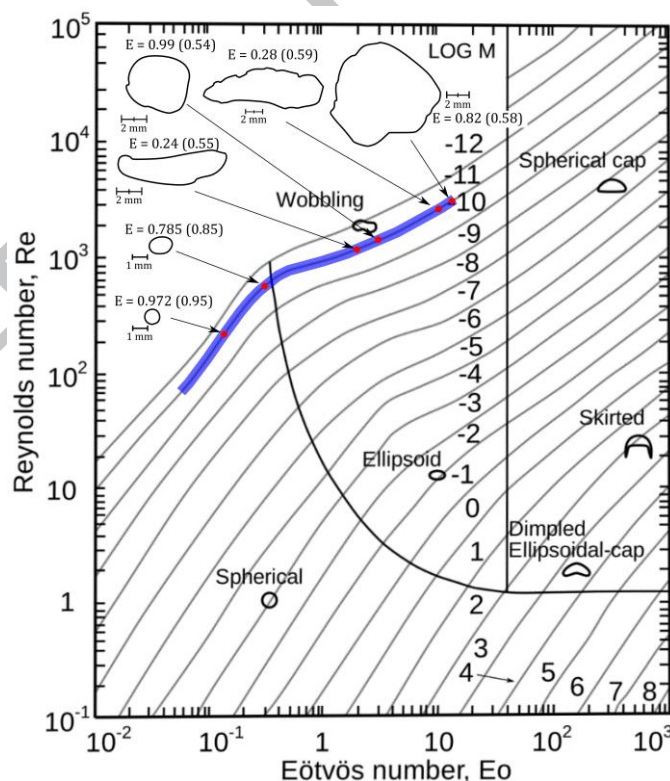 10^5
LOG M
E = 0.99 (0.54)
E = 0.28 (0.59)
2 mm
2 mm
2 mm
E = 0.82 (0.58)
10^4
E = 0.24 (0.55)
2 mm
-12
-11
Spherical cap
Wobbling
-10
E = 0.785 (0.85)
1 mm
-9
10^3
-8
-7
E = 0.972 (0.95)
1 mm
-6
-5
10^2
-4
-3
Skirted
-2
Ellipsoid
-1
10
0
Dimpled
Ellipsoidal-cap
1
Spherical
1
2
3
4
5
6
7
8
10^-1
10^-2
10^-1
1
10
10^2
10^3
Reynolds number, Re
Eötvös number, Eo